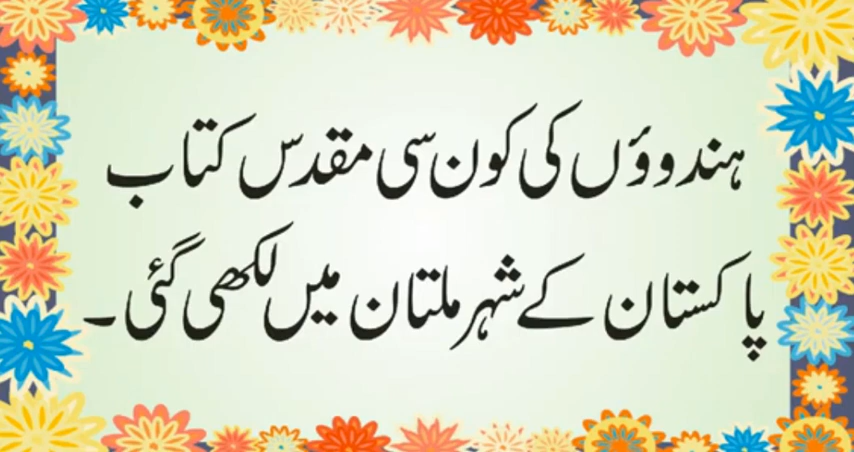 ہندوؤں کی کون سی مقدس کتاب
پاکستان کے شہر ملتان میں لکھی گئی۔